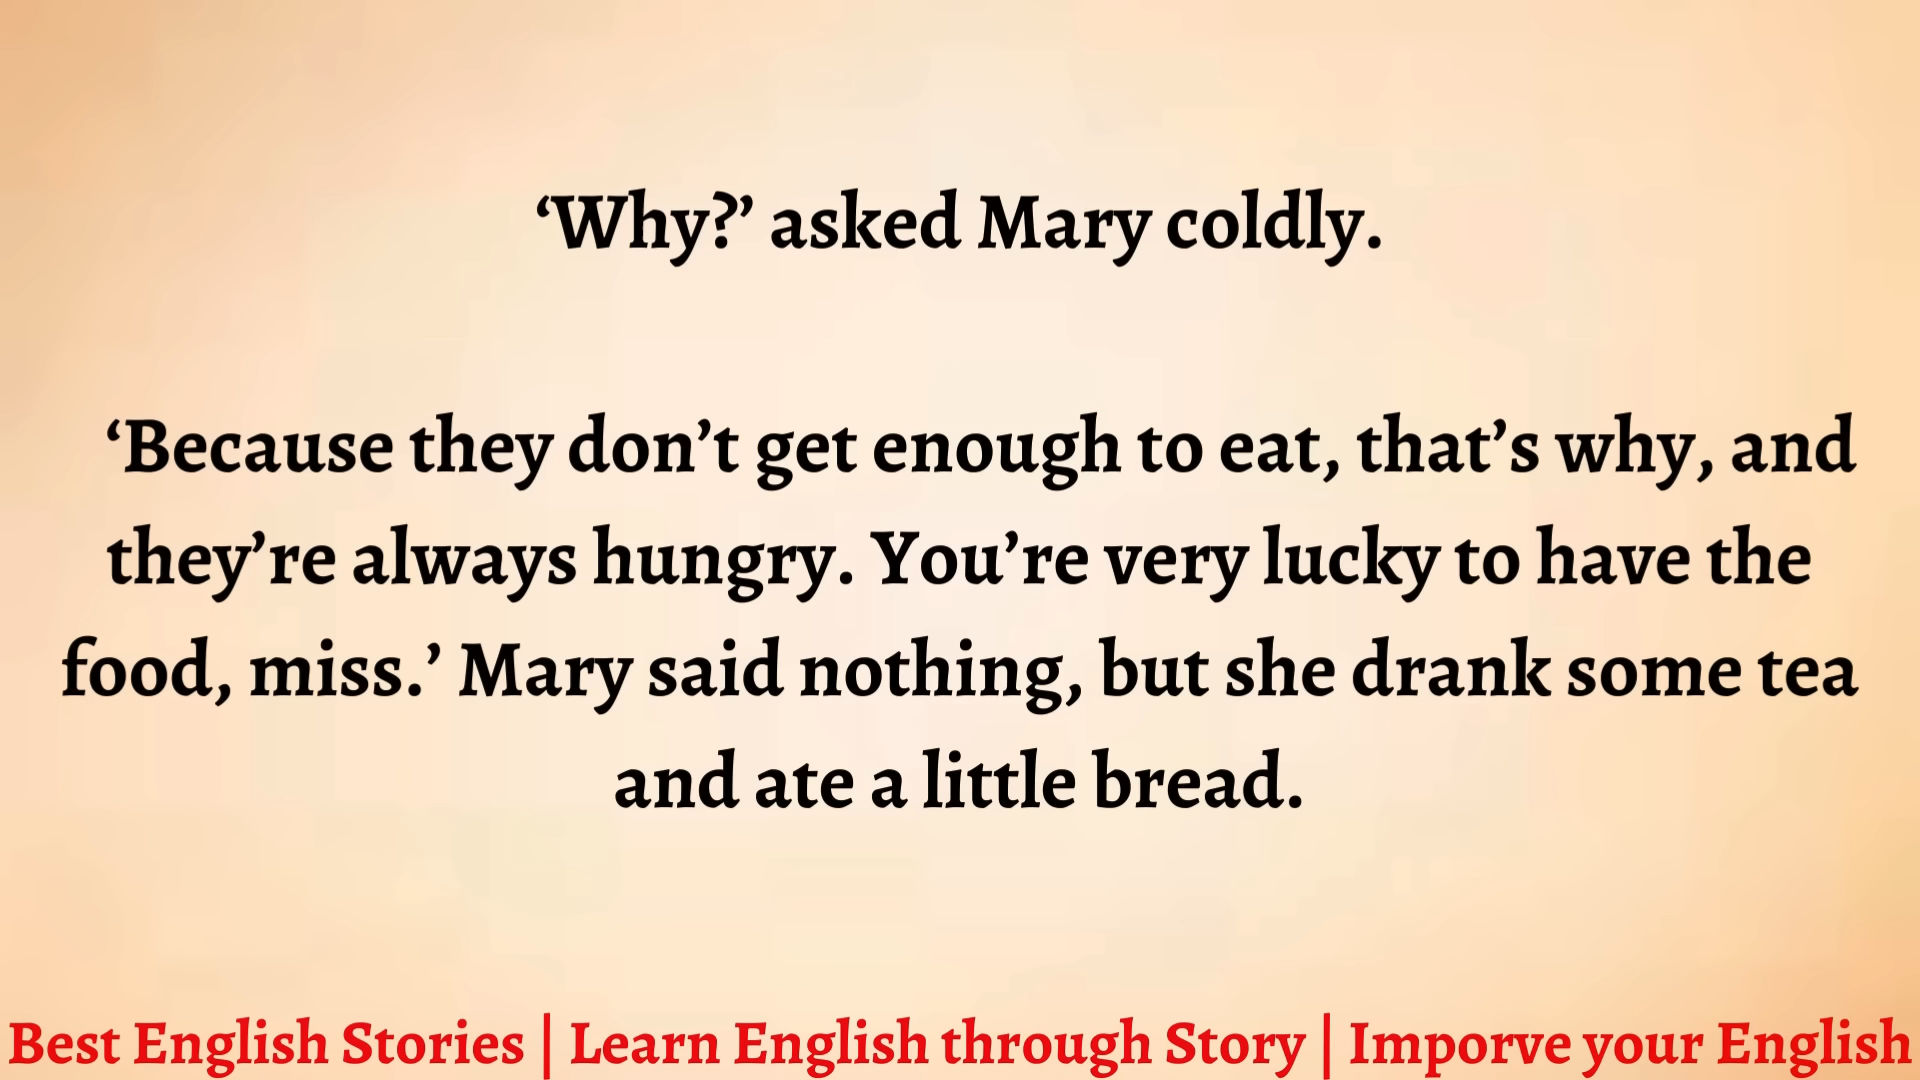 ‘Why?’ asked Mary coldly.
‘Because they don’t get enough to eat, that’s why, and
they’re always hungry. You’re very lucky to have the
food, miss.’ Mary said nothing, but she drank some tea
and ate a little bread.
Best English Stories | Learn English through Story | Imporve your English